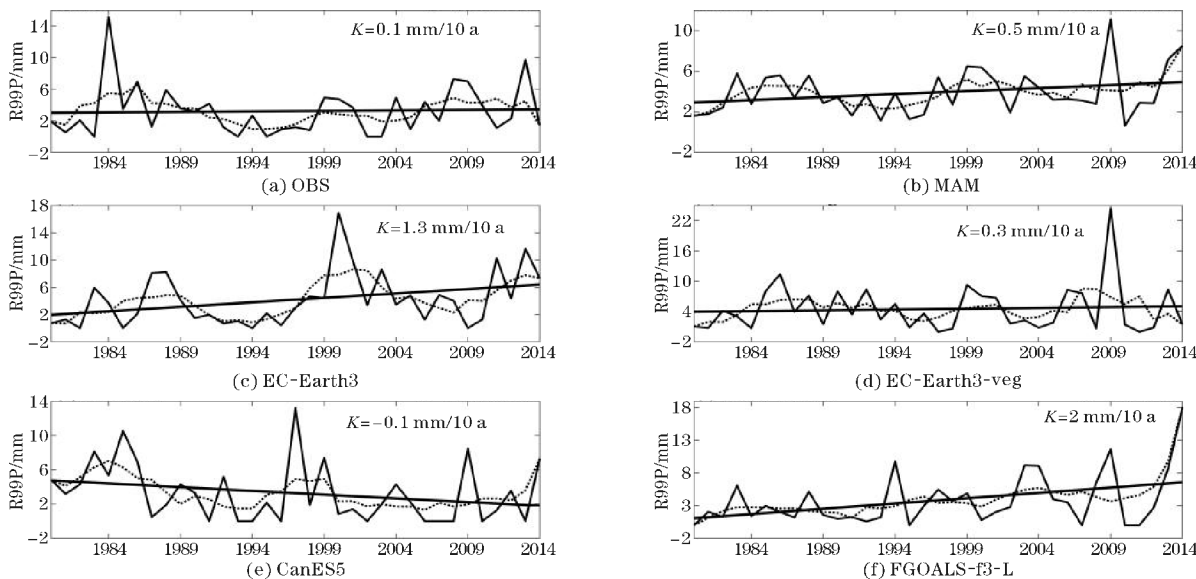 R99P/mm
14
10
6
2
−2
K=0.1 mm/10 a
1984 1989 1994 1999 2004 2009 2014
(a) OBS
R99P/mm
14
10
6
2
−2
K=0.5 mm/10 a
1984 1989 1994 1999 2004 2009 2014
(b) MAM
R99P/mm
18
14
10
6
2
−2
K=1.3 mm/10 a
1984 1989 1994 1999 2004 2009 2014
(c) EC-Earth3
R99P/mm
22
16
10
4
−2
K=0.3 mm/10 a
1984 1989 1994 1999 2004 2009 2014
(d) EC-Earth3-veg
R99P/mm
14
10
6
2
−2
K=−0.1 mm/10 a
1984 1989 1994 1999 2004 2009 2014
(e) CanES5
R99P/mm
18
13
8
3
−2
K=2 mm/10 a
1984 1989 1994 1999 2004 2009 2014
(f) FGOALS-f3-L